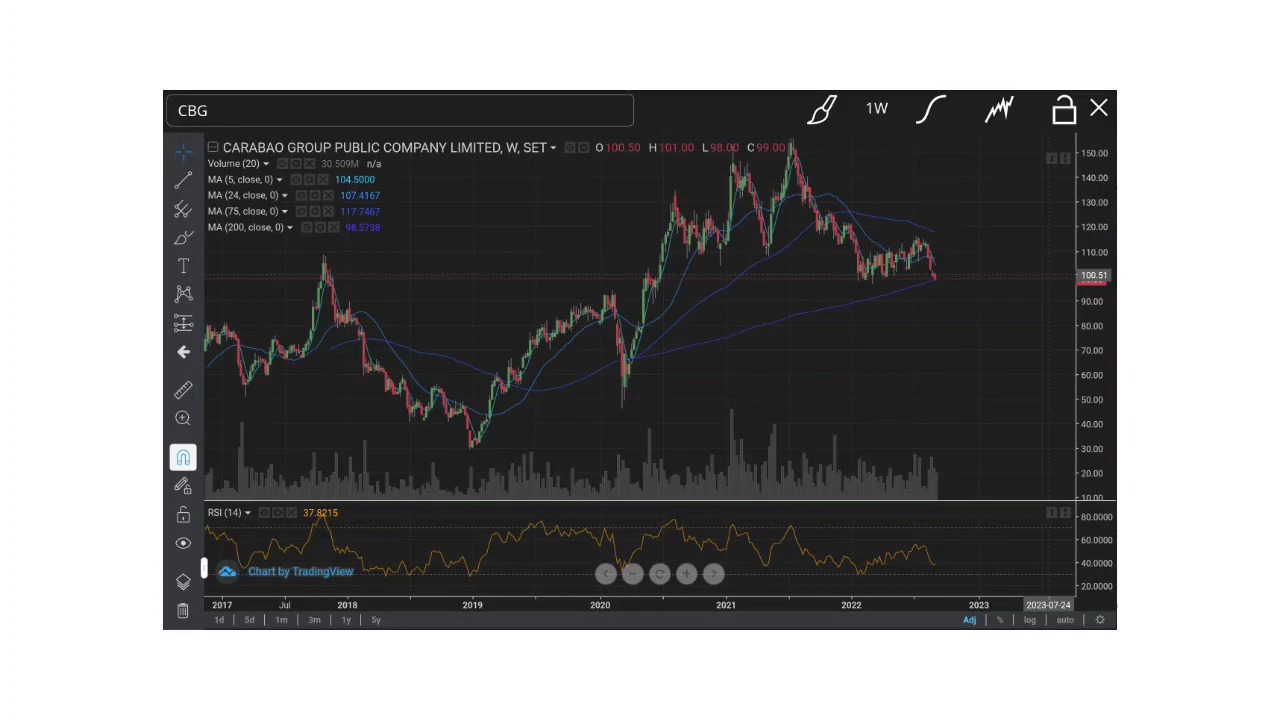 CBG
1W
CARABAO GROUP PUBLIC COMPANY LIMITED, W, SET O 100.50 H 101.00 L 98.00 C 99.00
Volume (20) 30.509M n/a
MA (5, close, 0) 104.5000
MA (24, close, 0) 107.4167
MA (75, close, 0) 117.7467
MA (200, close, 0) 98.5738
150.00
140.00
130.00
120.00
110.00
100.51
90.00
80.00
70.00
60.00
50.00
40.00
30.00
20.00
10.00
RSI (14) 37.8215
80.0000
60.0000
40.0000
20.0000
Chart by TradingView
2017 Jul 2018 2019 2020 2021 2022 2023 2023-07-24
1d 5d 1m 3m 1y 5y Adj % log auto